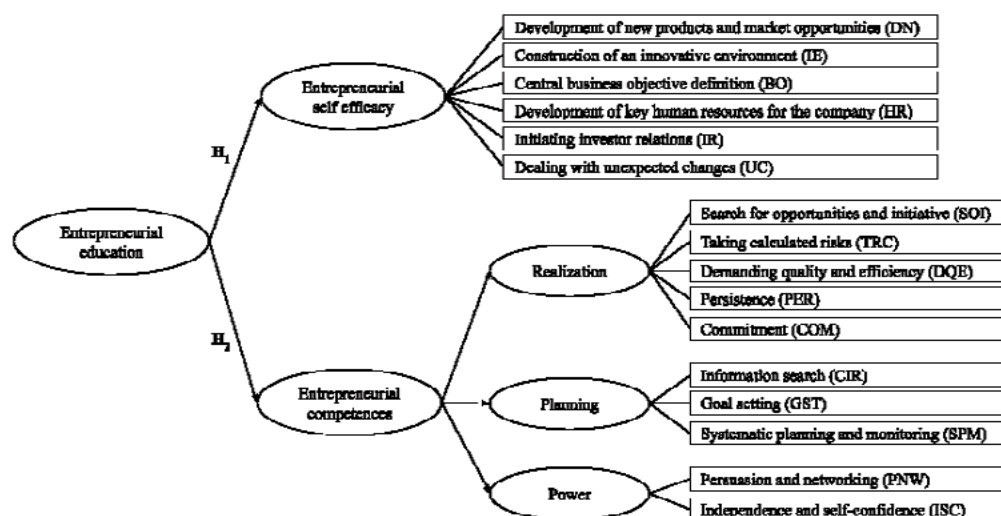 Development of new products and market opportunities (DN)
Construction of an innovative environment (IE)
Central business objective definition (BO)
Development of key human resources for the company (HR)
Initiating investor relations (IR)
Dealing with unexpected changes (UC)
Entrepreneurial
self efficacy
H1
Entrepreneurial
education
H2
Entrepreneurial
competences
Realization
Search for opportunities and initiative (SOI)
Taking calculated risks (TRC)
Demanding quality and efficiency (DQE)
Persistence (PER)
Commitment (COM)
Planning
Information search (CIR)
Goal setting (GST)
Systematic planning and monitoring (SPM)
Power
Persuasion and networking (PNW)
Independence and self-confidence (ISC)